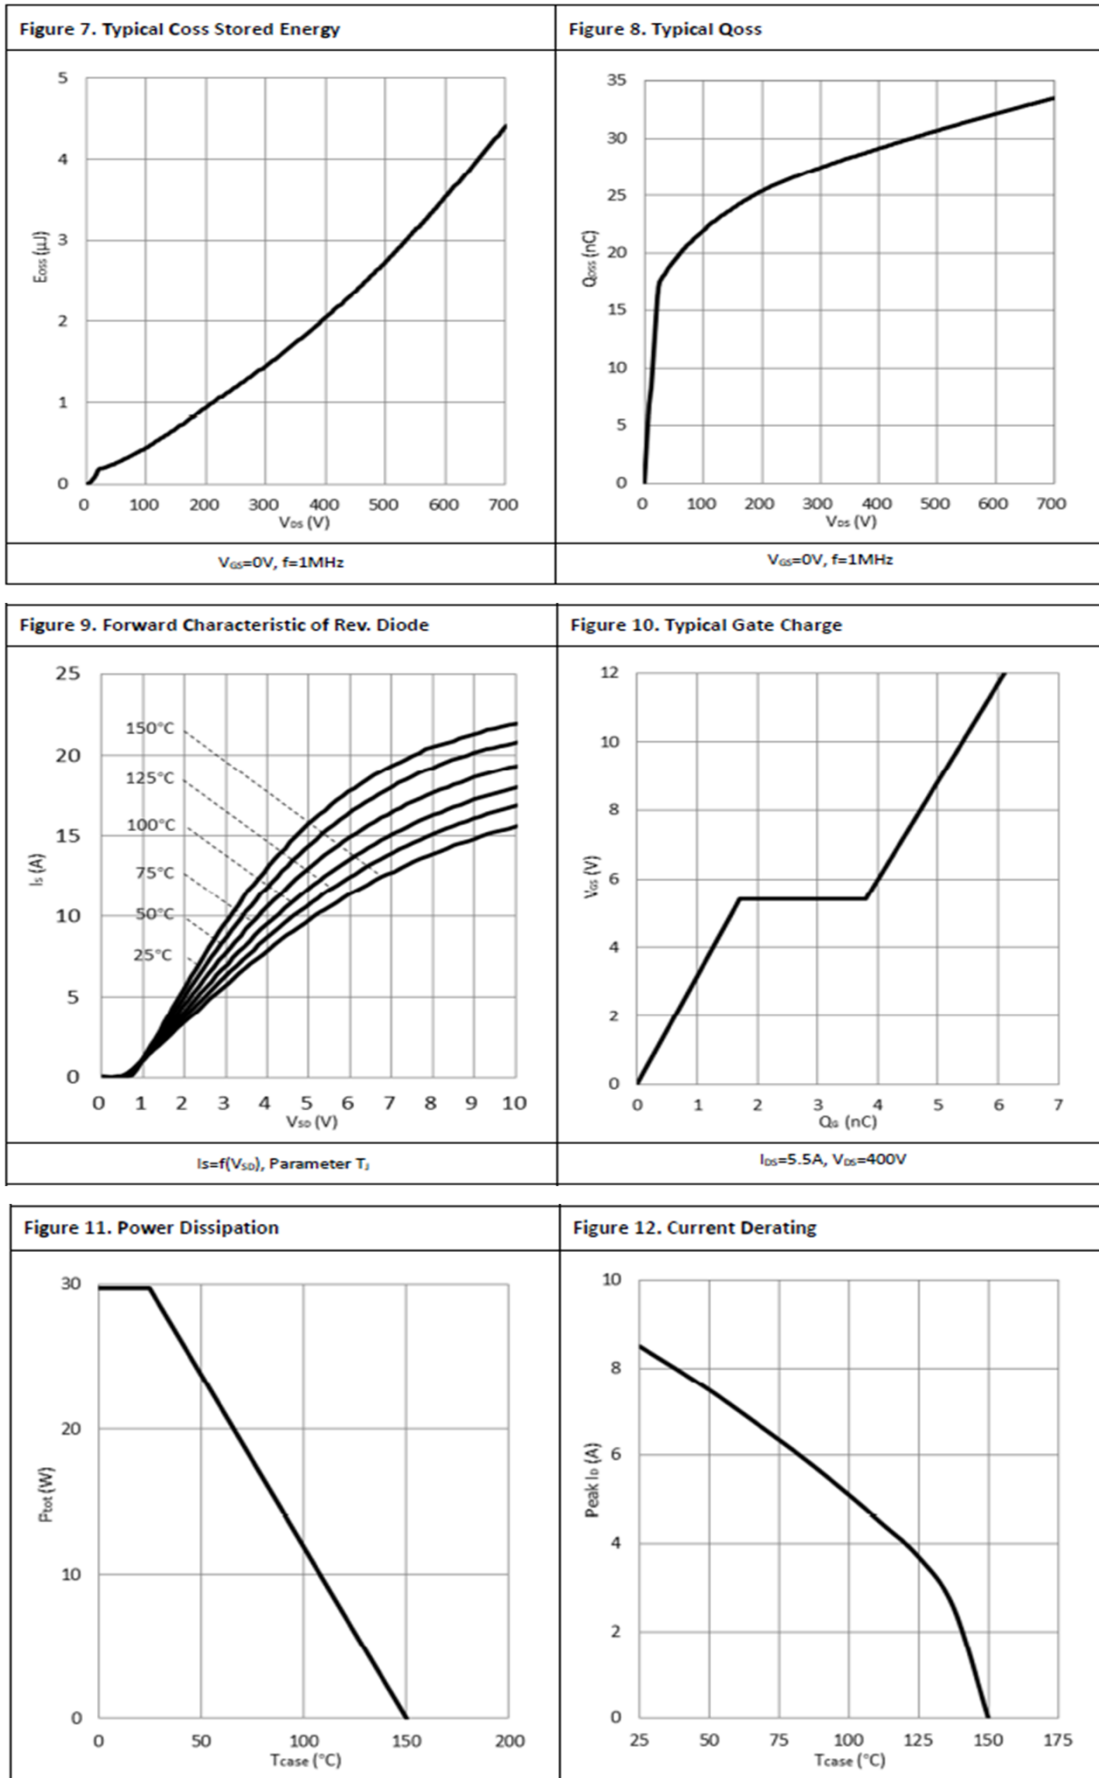 Figure 7. Typical Coss Stored Energy
5
4
3
2
1
0
Eoss (µJ)
0 100 200 300 400 500 600 700
VDS (V)
VGS=0V, f=1MHz
Figure 8. Typical Qoss
35
30
25
20
15
10
5
0
Qoss (nC)
0 100 200 300 400 500 600 700
VDS (V)
VGS=0V, f=1MHz
Figure 9. Forward Characteristic of Rev. Diode
25
20
15
10
5
0
IS (A)
150°C
125°C
100°C
75°C
50°C
25°C
0 1 2 3 4 5 6 7 8 9 10
VSD (V)
IS=f(VSD), Parameter TJ
Figure 10. Typical Gate Charge
12
10
8
6
4
2
0
VGS (V)
0 1 2 3 4 5 6 7
QG (nC)
IDS=5.5A, VDS=400V
Figure 11. Power Dissipation
30
20
10
0
Ptot (W)
0 50 100 150 200
Tcase (°C)
Figure 12. Current Derating
10
8
6
4
2
0
Peak ID (A)
25 50 75 100 125 150 175
Tcase (°C)